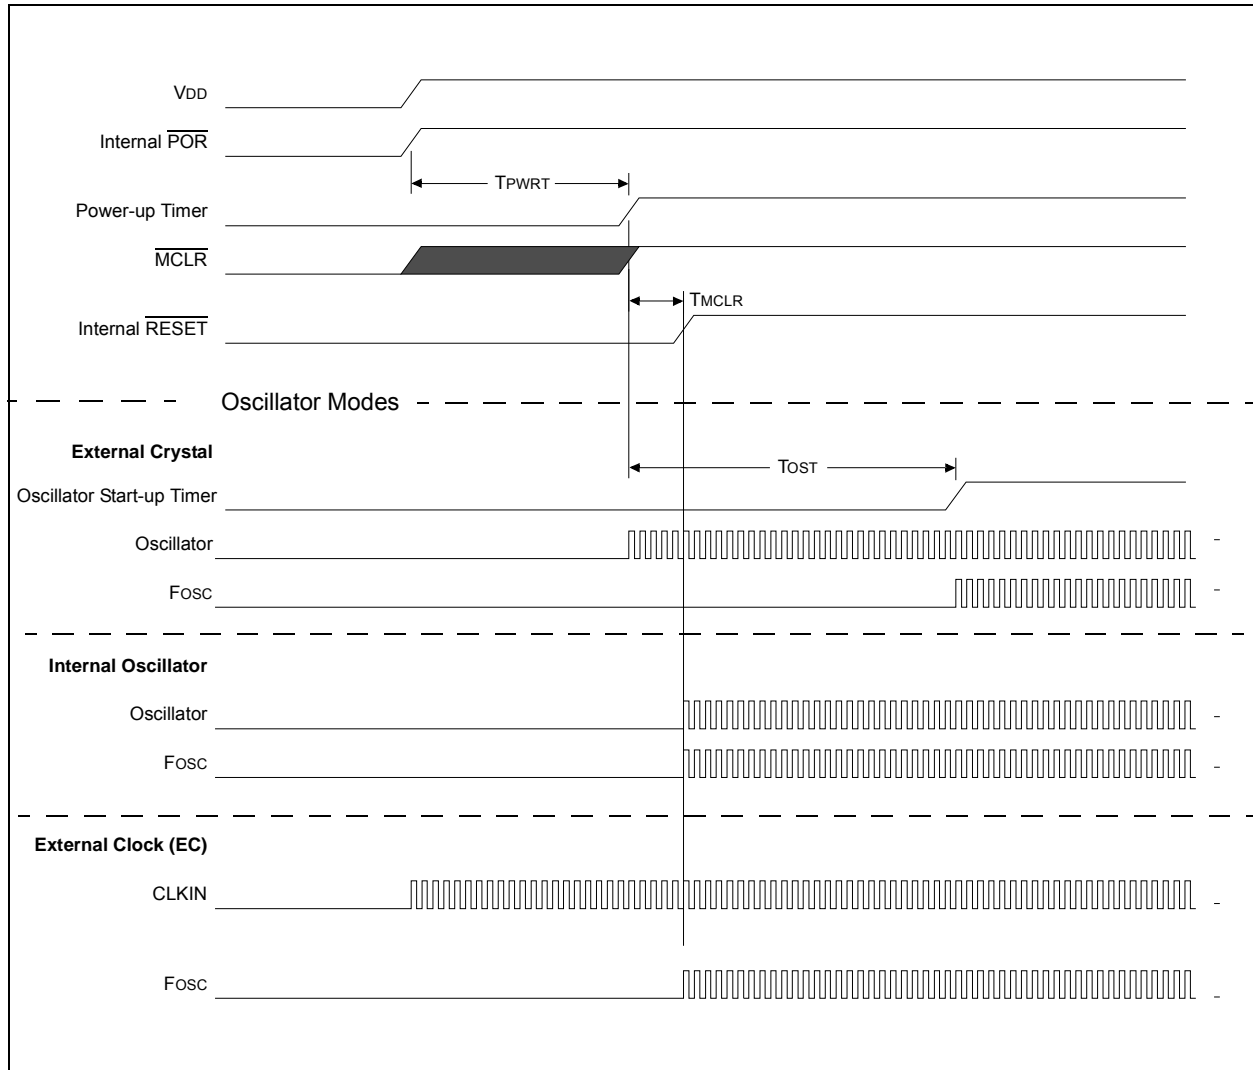 VDD
Internal POR
TPWRT
Power-up Timer
MCLR
TMCLR
Internal RESET
Oscillator Modes
External Crystal
TOST
Oscillator Start-up Timer
Oscillator
FOSC
Internal Oscillator
Oscillator
FOSC
External Clock (EC)
CLKIN
FOSC